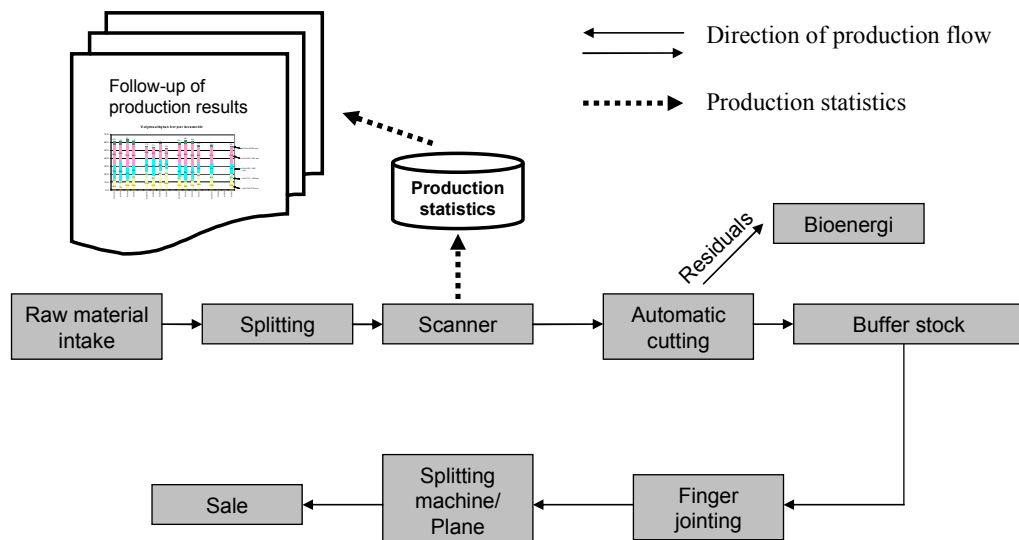 Follow-up of
production results
Direction of production flow
Production statistics
Production
statistics
Bioenergi
Residuals
Raw material
intake
Splitting
Scanner
Automatic
cutting
Buffer stock
Sale
Splitting
machine/
Plane
Finger
jointing